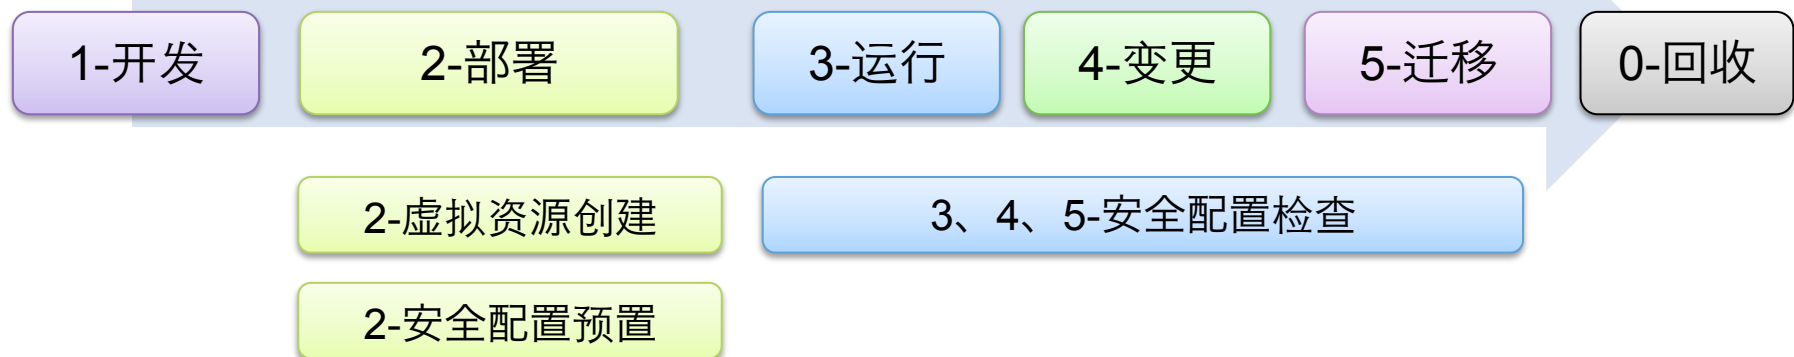 1-开发
2-部署
3-运行
4-变更
5-迁移
0-回收
2-虚拟资源创建
3、4、5-安全配置检查
2-安全配置预置